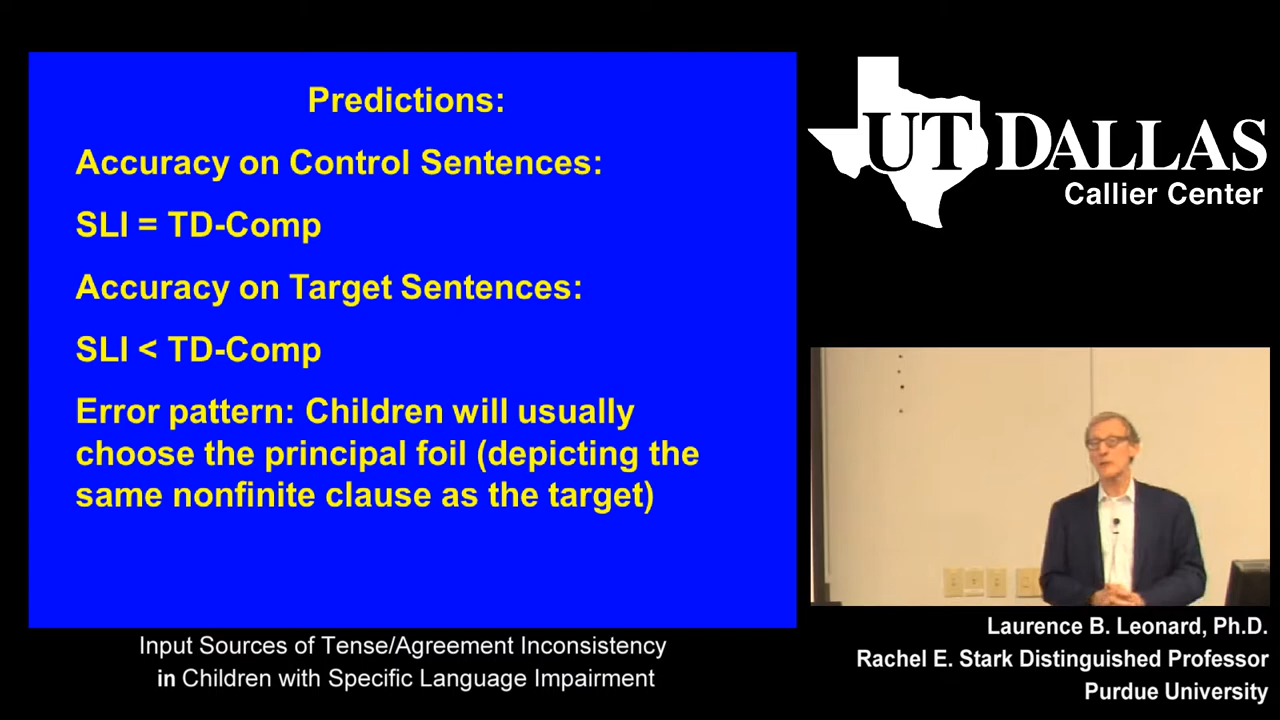 Predictions:
Accuracy on Control Sentences:
SLI = TD-Comp
Accuracy on Target Sentences:
SLI < TD-Comp
Error pattern: Children will usually
choose the principal foil (depicting the
same nonfinite clause as the target)
UT DALLAS
Callier Center
Input Sources of Tense/Agreement Inconsistency
in Children with Specific Language Impairment
Laurence B. Leonard, Ph.D.
Rachel E. Stark Distinguished Professor
Purdue University